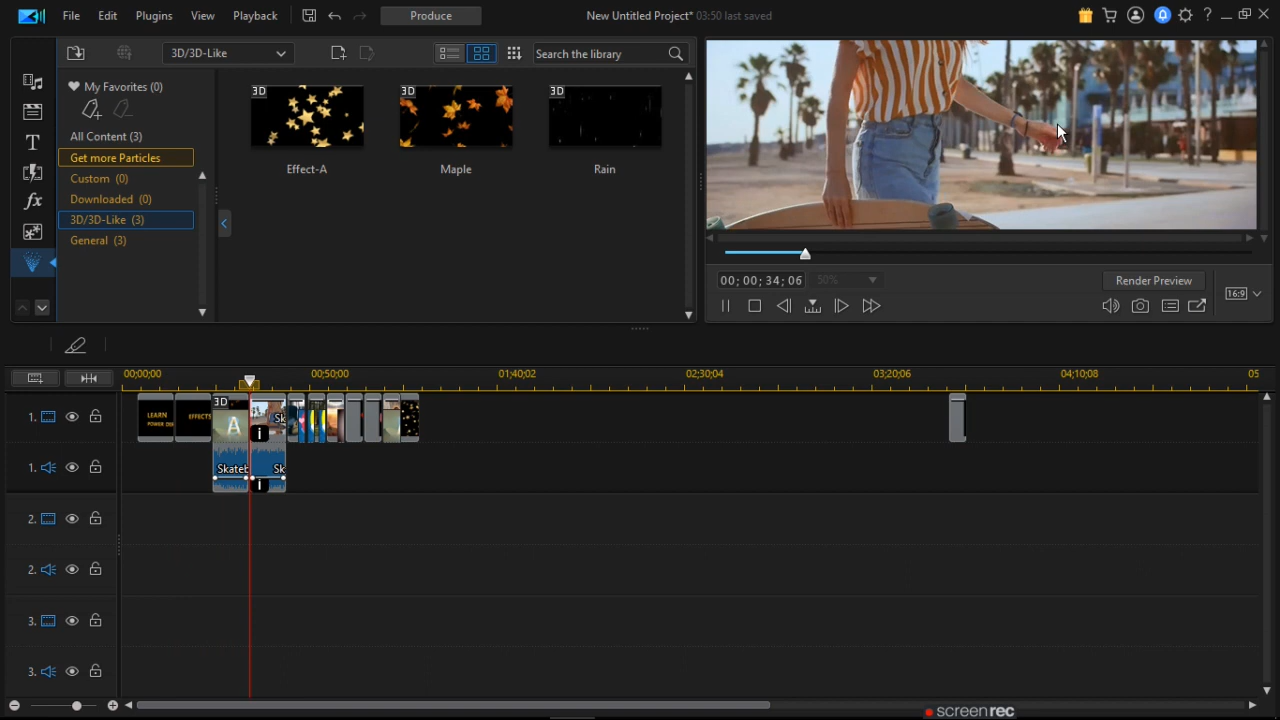 File Edit Plugins View Playback Produce New Untitled Project* 03:50 last saved
3D/3D-Like Search the library
My Favorites (0)
All Content (3)
Get more Particles
Custom (0)
Downloaded (0)
3D/3D-Like (3)
General (3)
3D 3D 3D
Effect-A Maple Rain
00; 00; 34; 06 50% Render Preview 16:9
00;00;00 00;50;00 01;40;02 02;30;04 03;20;06 04;10;08 05
1. LEARN EFFECTS 3D A i Sk
1. Skateb i Sk
2.
2.
3.
3.
screenrec